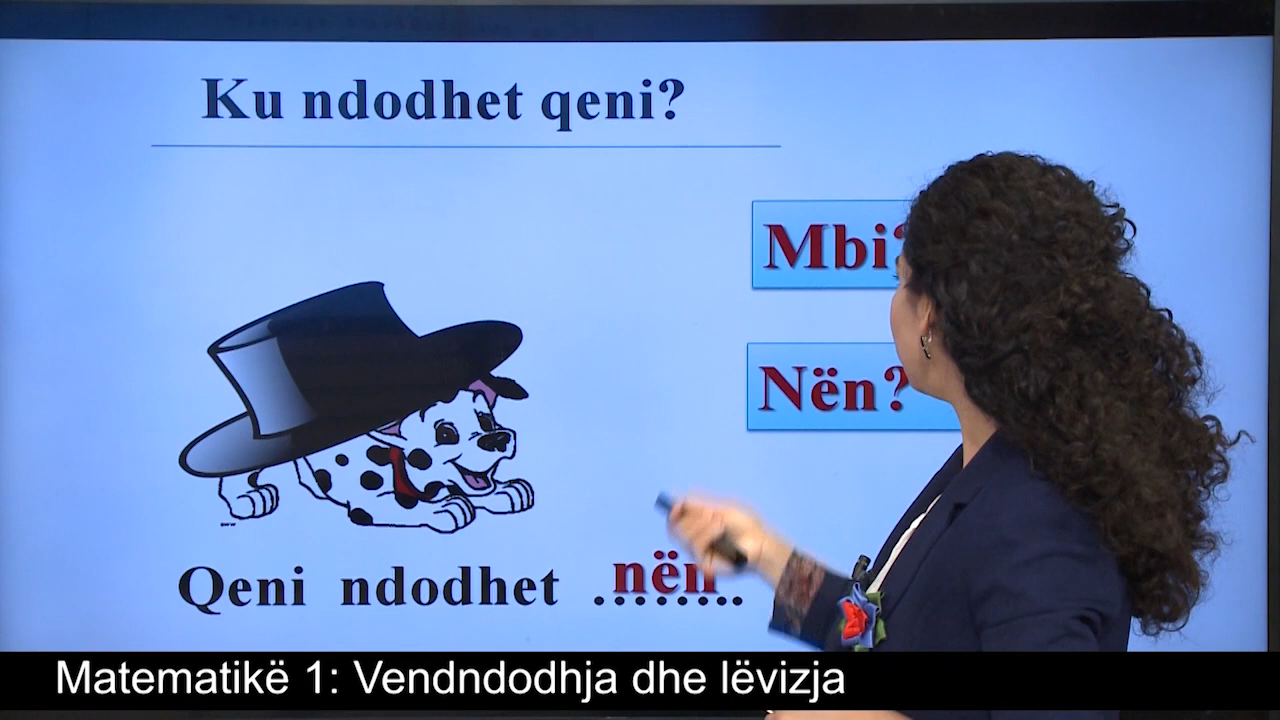 Ku ndodhet qeni?
Mbi?
Nën?
Qeni ndodhet ..nën...
Matematikë 1: Vendndodhja dhe lëvizja